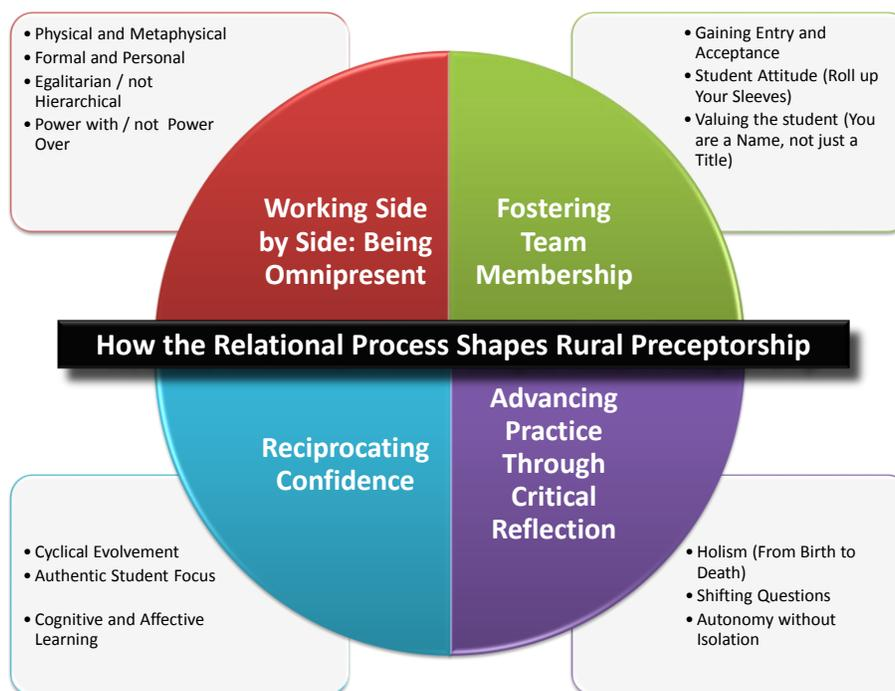 • Physical and Metaphysical
• Formal and Personal
• Egalitarian / not
Hierarchical
• Power with / not Power
Over
• Gaining Entry and
Acceptance
• Student Attitude (Roll up
Your Sleeves)
• Valuing the student (You
are a Name, not just a
Title)
Working Side
by Side: Being
Omnipresent
Fostering
Team
Membership
How the Relational Process Shapes Rural Preceptorship
Reciprocating
Confidence
Advancing
Practice
Through
Critical
Reflection
• Cyclical Evolvement
• Authentic Student Focus
• Cognitive and Affective
Learning
• Holism (From Birth to
Death)
• Shifting Questions
• Autonomy without
Isolation